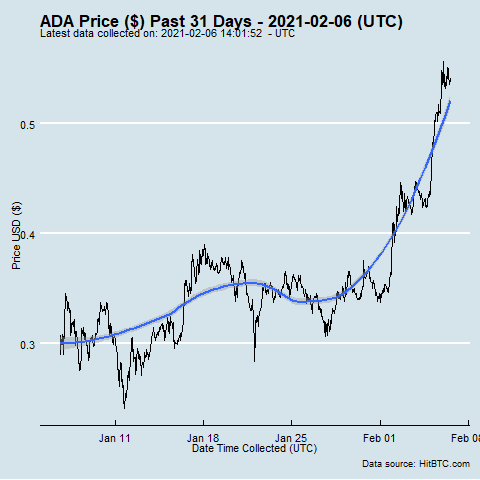 ADA Price ($) Past 31 Days - 2021-02-06 (UTC)
Latest data collected on: 2021-02-06 14:01:52 - UTC
Price USD ($)
0.5
0.4
0.3
Jan 11 Jan 18 Jan 25 Feb 01 Feb 08
Date Time Collected (UTC)
Data source: HitBTC.com